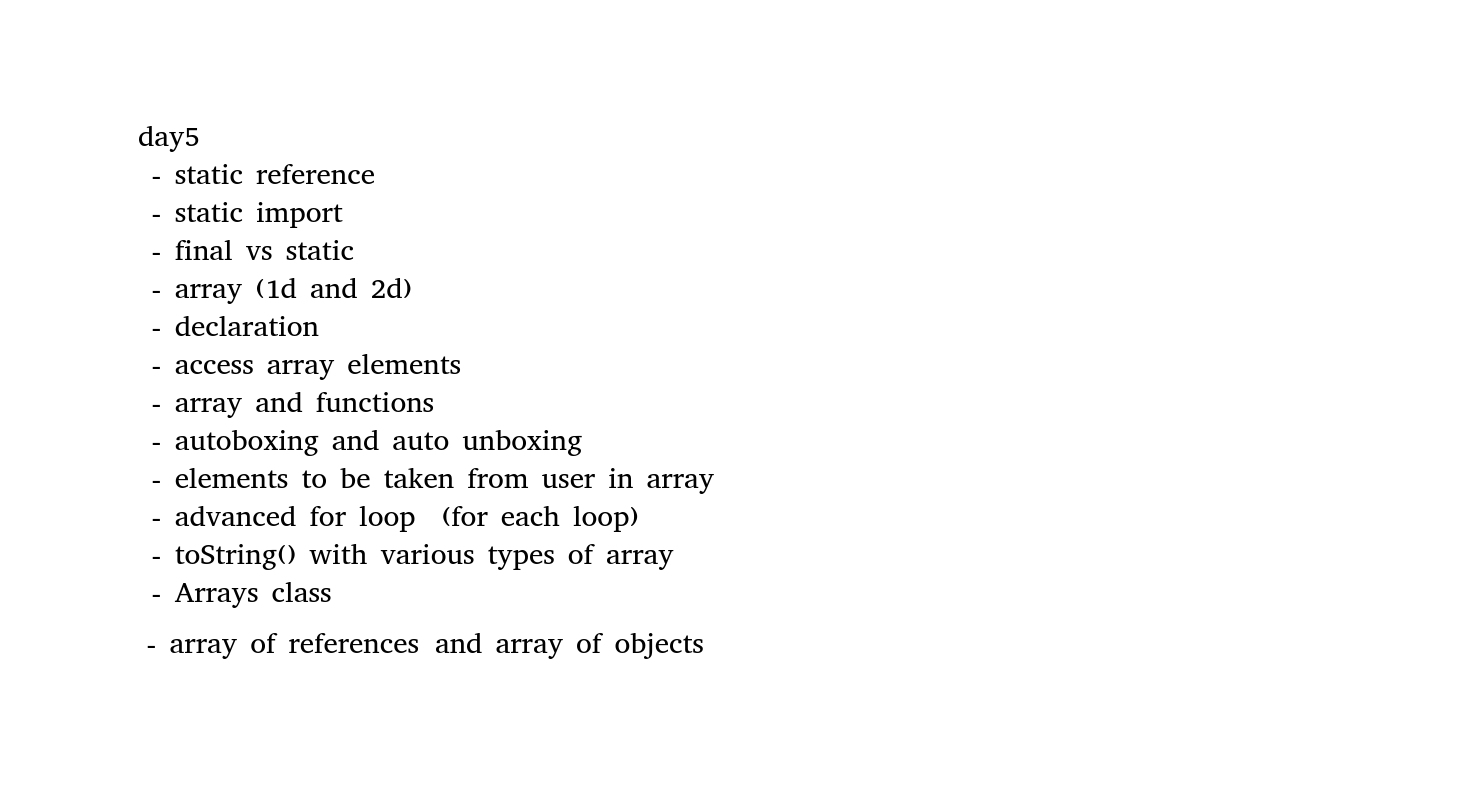 day5
- static reference
- static import
- final vs static
- array (1d and 2d)
- declaration
- access array elements
- array and functions
- autoboxing and auto unboxing
- elements to be taken from user in array
- advanced for loop  (for each loop)
- toString() with various types of array
- Arrays class
- array of references and array of objects